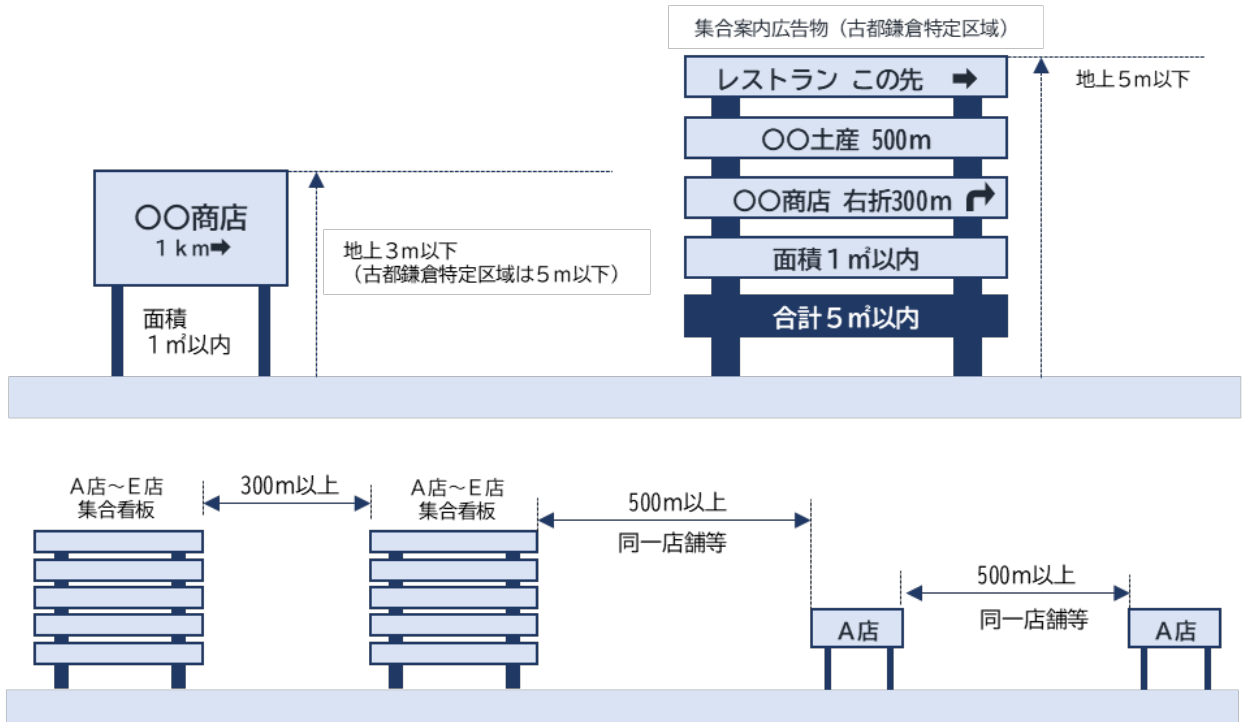 集合案内広告物（古都鎌倉特定区域）
レストラン この先 ➡
〇〇土産 500m
〇〇商店 右折300m
面積１㎡以内
合計５㎡以内
地上５ｍ以下
〇〇商店
１ｋｍ➡
面積
１㎡以内
地上３ｍ以下
（古都鎌倉特定区域は５ｍ以下）
Ａ店～Ｅ店
集合看板
300m以上
Ａ店～Ｅ店
集合看板
500m以上
同一店舗等
Ａ店
500m以上
同一店舗等
Ａ店